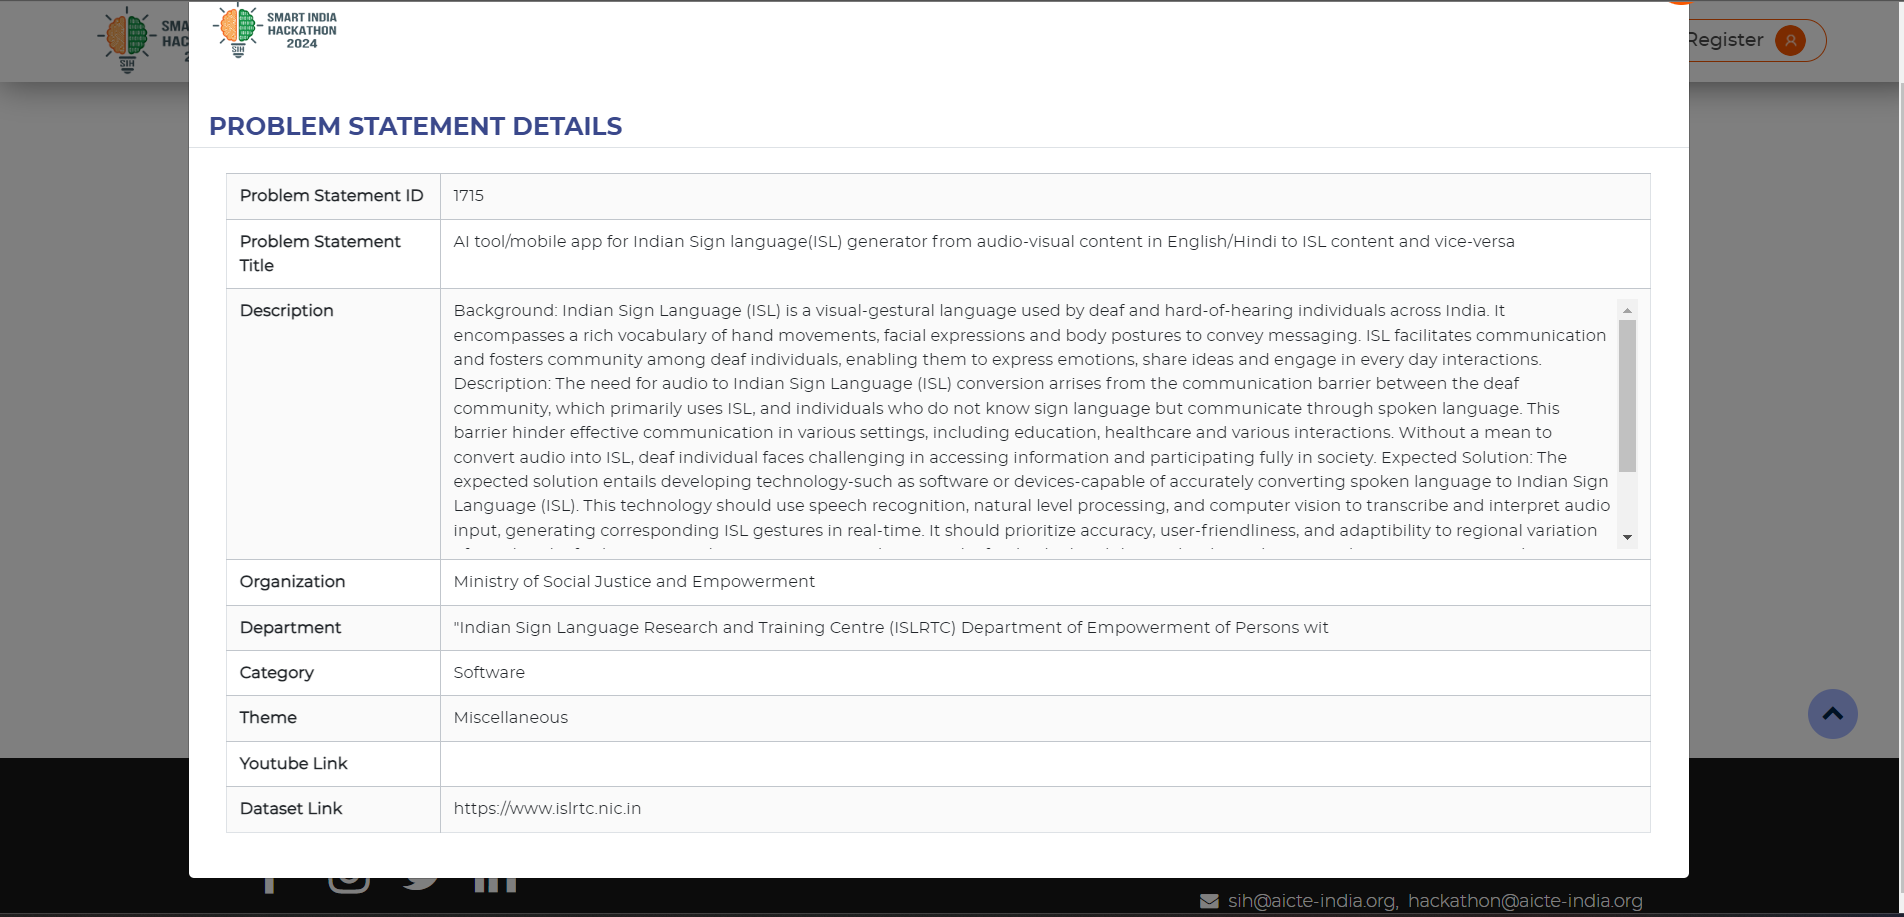 SMA
HAC
SIH
SMART INDIA
HACKATHON
2024
SIH
Register
PROBLEM STATEMENT DETAILS
Problem Statement ID
1715
Problem Statement
Title
AI tool/mobile app for Indian Sign language(ISL) generator from audio-visual content in English/Hindi to ISL content and vice-versa
Description
Background: Indian Sign Language (ISL) is a visual-gestural language used by deaf and hard-of-hearing individuals across India. It
encompasses a rich vocabulary of hand movements, facial expressions and body postures to convey messaging. ISL facilitates communication
and fosters community among deaf individuals, enabling them to express emotions, share ideas and engage in every day interactions.
Description: The need for audio to Indian Sign Language (ISL) conversion arrises from the communication barrier between the deaf
community, which primarily uses ISL, and individuals who do not know sign language but communicate through spoken language. This
barrier hinder effective communication in various settings, including education, healthcare and various interactions. Without a mean to
convert audio into ISL, deaf individual faces challenging in accessing information and participating fully in society. Expected Solution: The
expected solution entails developing technology-such as software or devices-capable of accurately converting spoken language to Indian Sign
Language (ISL). This technology should use speech recognition, natural level processing, and computer vision to transcribe and interpret audio
input, generating corresponding ISL gestures in real-time. It should prioritize accuracy, user-friendliness, and adaptibility to regional variation
Organization
Ministry of Social Justice and Empowerment
Department
"Indian Sign Language Research and Training Centre (ISLRTC) Department of Empowerment of Persons wit
Category
Software
Theme
Miscellaneous
Youtube Link
Dataset Link
https://www.islrtc.nic.in
sih@aicte-india.org, hackathon@aicte-india.org